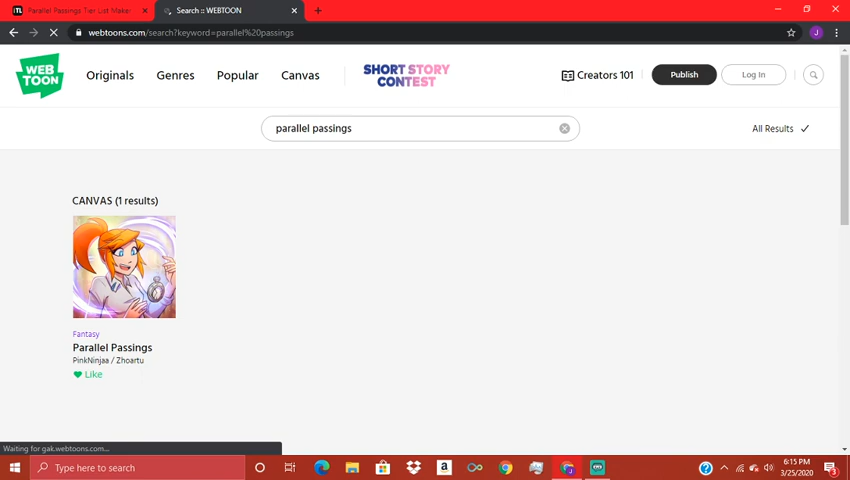 Parallel Passings Tier List Maker
Search :: WEBTOON
webtoons.com/search?keyword=parallel%20passings
WEB
TOON
Originals
Genres
Popular
Canvas
SHORT STORY
CONTEST
Creators 101
Publish
Log In
parallel passings
All Results
CANVAS (1 results)
Fantasy
Parallel Passings
PinkNinjaa / Zhoartu
Like
Waiting for gak.webtoons.com...
Type here to search
6:15 PM
3/25/2020